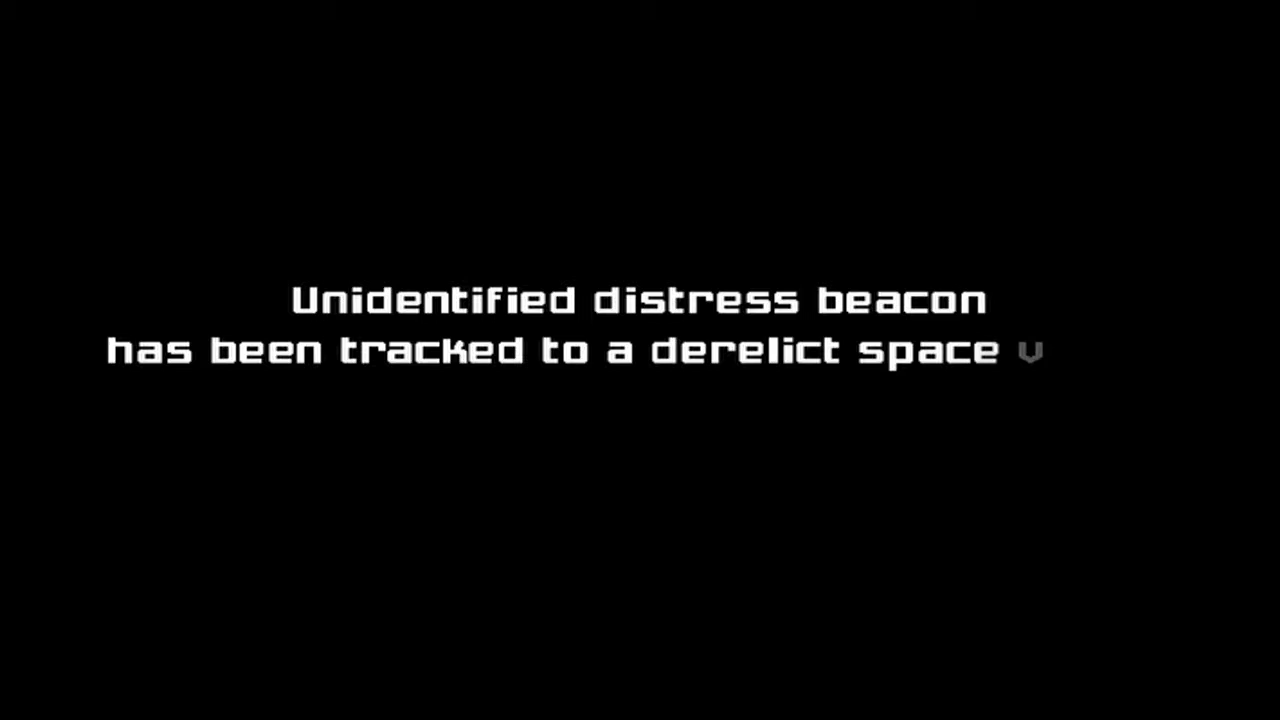 Unidentified distress beacon
has been tracked to a derelict space v